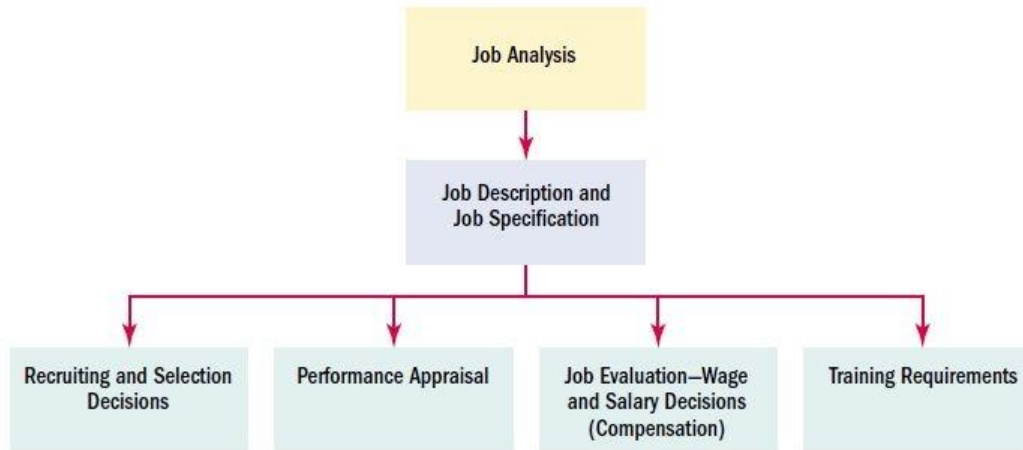 Job Analysis
Job Description and
Job Specification
Recruiting and Selection
Decisions
Performance Appraisal
Job Evaluation—Wage
and Salary Decisions
(Compensation)
Training Requirements